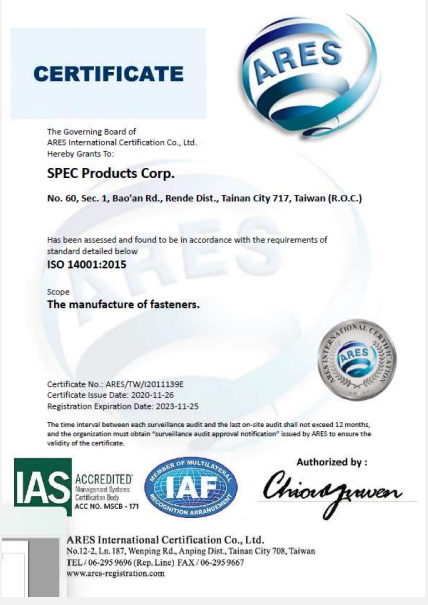 CERTIFICATE
ARES
The Governing Board of
ARES International Certification Co., Ltd.
Hereby Grants To:
SPEC Products Corp.
No. 60, Sec. 1, Bao'an Rd., Rende Dist., Tainan City 717, Taiwan (R.O.C.)
Has been assessed and found to be in accordance with the requirements of
standard detailed below
ISO 14001:2015
Scope
The manufacture of fasteners.
ARES INTERNATIONAL CERTIFICATION
ARES
Certificate No.: ARES/TW/I2011139E
Certificate Issue Date: 2020-11-26
Registration Expiration Date: 2023-11-25
The time interval between each surveillance audit and the last on-site audit shall not exceed 12 months,
and the organization must obtain "surveillance audit approval notification" issued by ARES to ensure the
validity of the certificate.
IAS
ACCREDITED
Management Systems
Certification Body
ACC NO. MSCB - 171
MEMBER OF MULTILATERAL
IAF
RECOGNITION ARRANGEMENT
Authorized by :
ARES International Certification Co., Ltd.
No.12-2, Ln. 187, Wenping Rd., Anping Dist., Tainan City 708, Taiwan
TEL / 06-295 9696 (Rep. Line) FAX / 06-295 9667
www.ares-registration.com